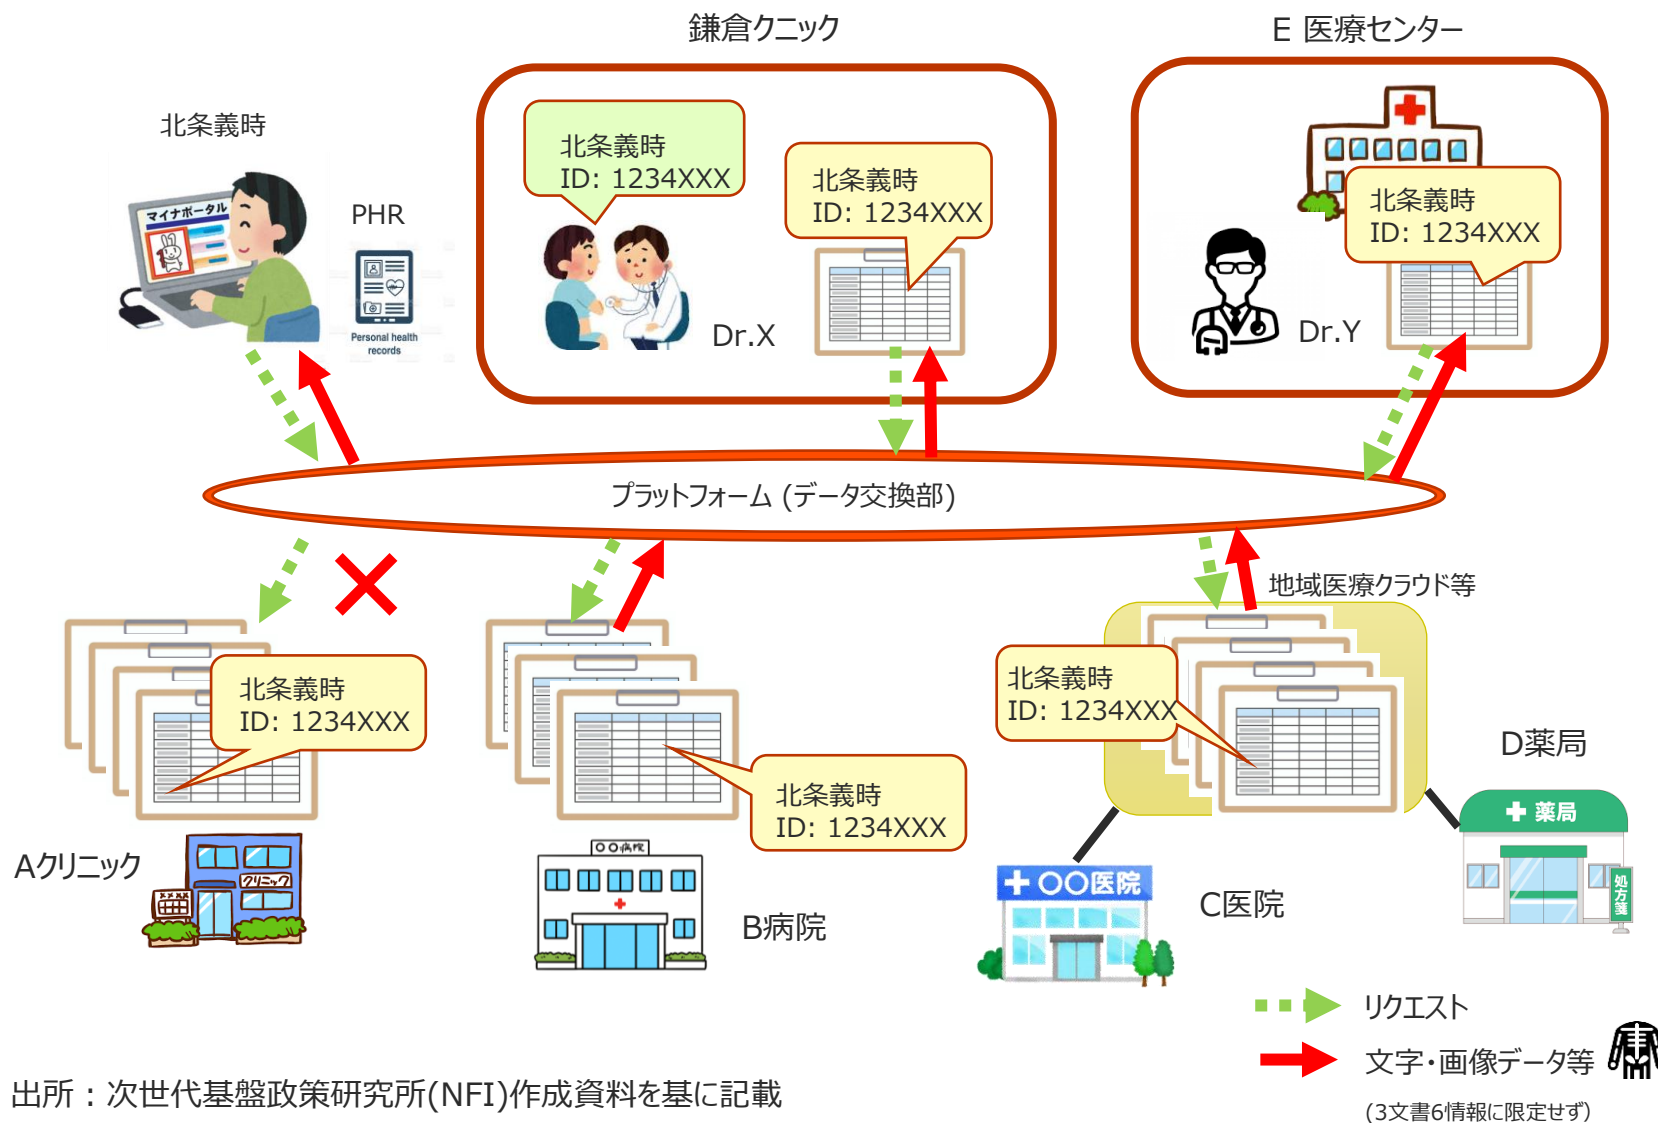 鎌倉クニック
E 医療センター
北条義時
マイナポータル
PHR
Personal health
records
北条義時
ID: 1234XXX
北条義時
ID: 1234XXX
Dr.X
北条義時
ID: 1234XXX
Dr.Y
プラットフォーム (データ交換部)
地域医療クラウド等
北条義時
ID: 1234XXX
北条義時
ID: 1234XXX
北条義時
ID: 1234XXX
Aクリニック
クリニック
○○病院
B病院
○○医院
C医院
D薬局
薬局
処方箋
リクエスト
文字・画像データ等
(3文書6情報に限定せず)
出所：次世代基盤政策研究所(NFI)作成資料を基に記載